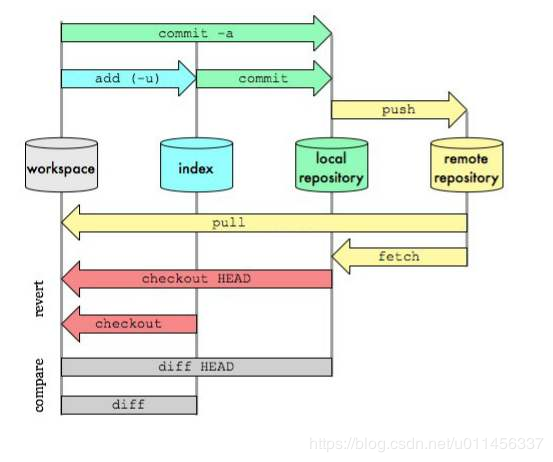 commit -a
add (-u)
commit
push
workspace
index
local
repository
remote
repository
pull
fetch
checkout HEAD
revert
checkout
compare
diff HEAD
diff
https://blog.csdn.net/u011456337